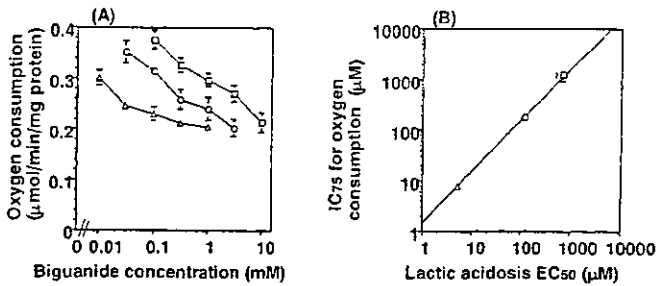 (A)
Oxygen consumption
(μmol/min/mg protein)
0.4
0.3
0.2
0.1
0
0 0.01 0.1 1 10
Biguanide concentration (mM)
(B)
IC75 for oxygen
consumption (μM)
10000
1000
100
10
1
1 10 100 1000 10000
Lactic acidosis EC50 (μM)